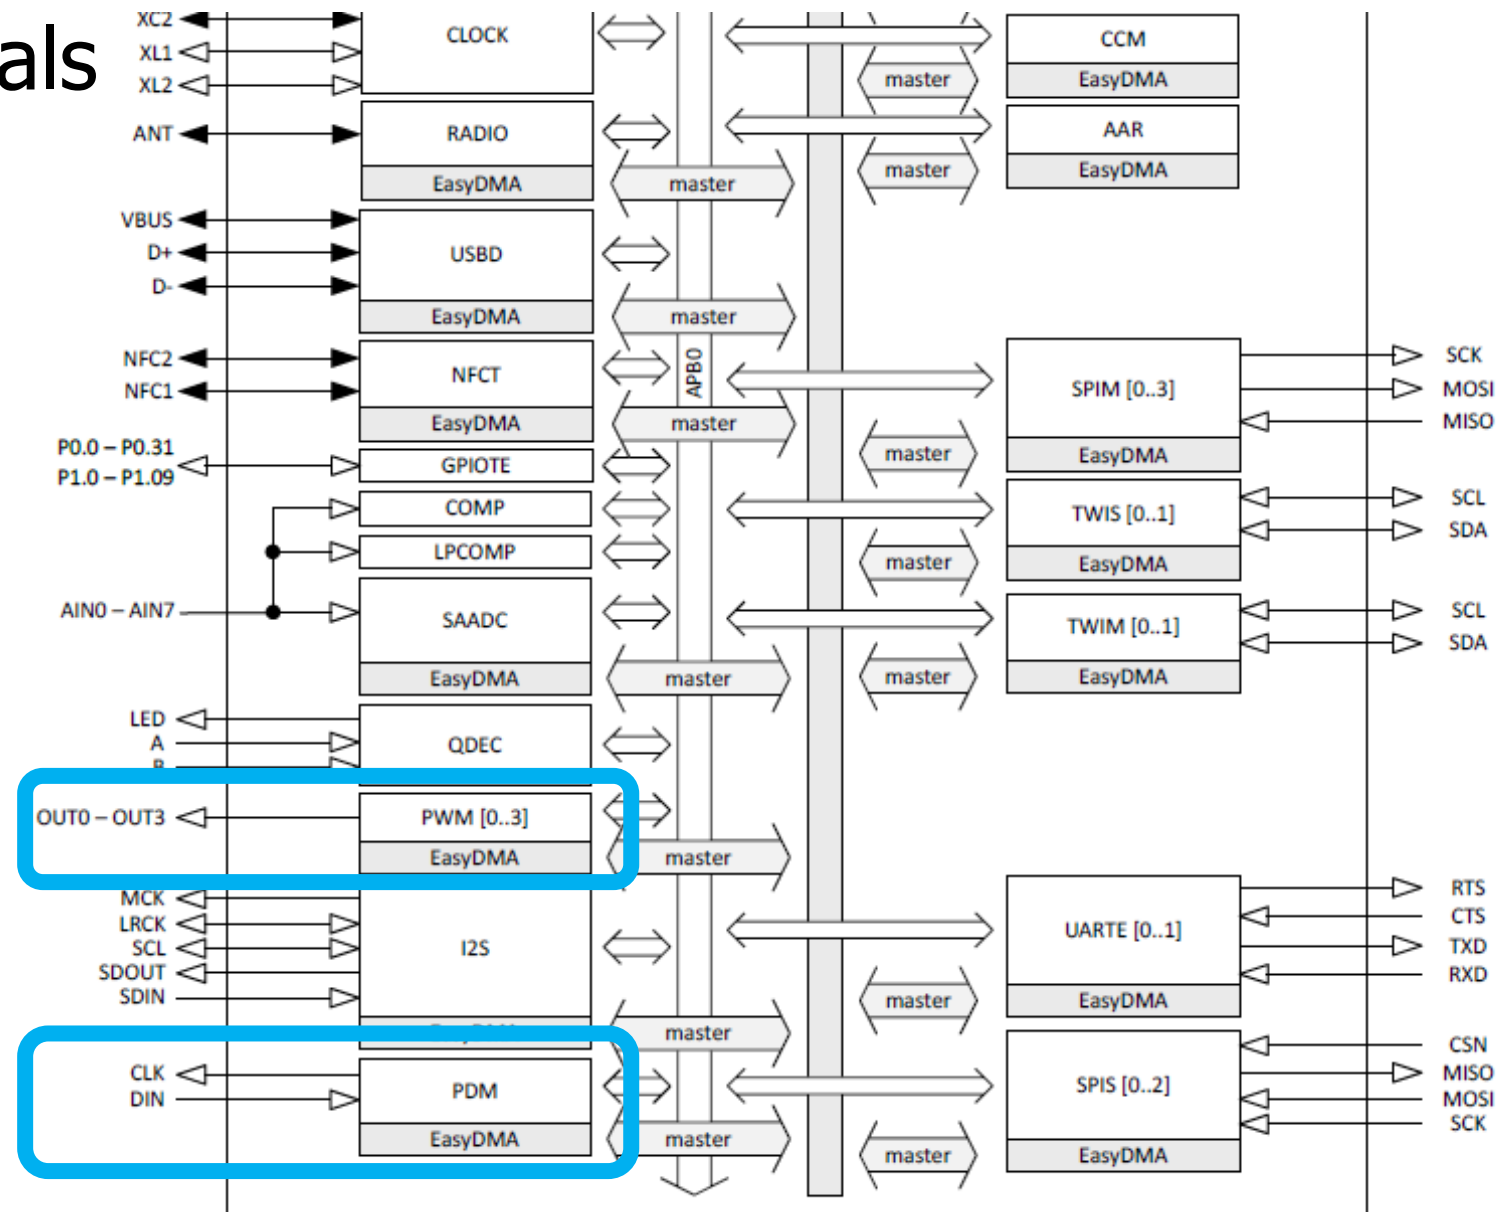 als
XC2
XL1
XL2
CLOCK
ANT
RADIO
EasyDMA
master
VBUS
D+
D-
USBD
EasyDMA
master
NFC2
NFC1
NFCT
EasyDMA
master
APB0
P0.0 – P0.31
P1.0 – P1.09
GPIOTE
COMP
LPCOMP
AIN0 – AIN7
SAADC
EasyDMA
master
LED
A
B
QDEC
OUT0 – OUT3
PWM [0..3]
EasyDMA
master
MCK
LRCK
SCL
SDOUT
SDIN
I2S
EasyDMA
master
CLK
DIN
PDM
EasyDMA
master
CCM
master
EasyDMA
AAR
master
EasyDMA
SPIM [0..3]
master
EasyDMA
SCK
MOSI
MISO
TWIS [0..1]
master
EasyDMA
SCL
SDA
TWIM [0..1]
master
EasyDMA
SCL
SDA
UARTE [0..1]
master
EasyDMA
RTS
CTS
TXD
RXD
SPIS [0..2]
master
EasyDMA
CSN
MISO
MOSI
SCK